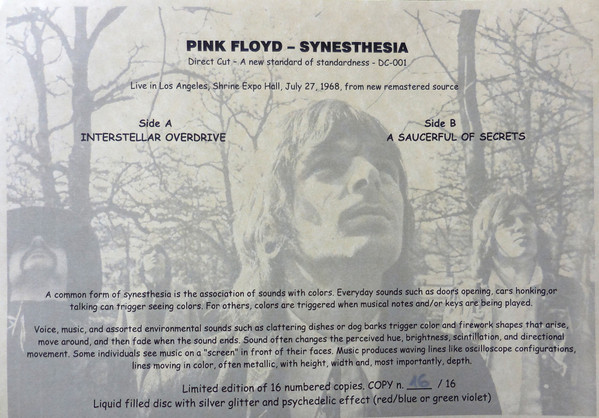 PINK FLOYD – SYNESTHESIA
Direct Cut - A new standard of standardness - DC-001
Live in Los Angeles, Shrine Expo Hall, July 27, 1968, from new remastered source
Side A
INTERSTELLAR OVERDRIVE
Side B
A SAUCERFUL OF SECRETS
A common form of synesthesia is the association of sounds with colors. Everyday sounds such as doors opening, cars honking,or
talking can trigger seeing colors. For others, colors are triggered when musical notes and/or keys are being played.
Voice, music, and assorted environmental sounds such as clattering dishes or dog barks trigger color and firework shapes that arise,
move around, and then fade when the sound ends. Sound often changes the perceived hue, brightness, scintillation, and directional
movement. Some individuals see music on a "screen" in front of their faces. Music produces waving lines like oscilloscope configurations,
lines moving in color, often metallic, with height, width and, most importantly, depth.
Limited edition of 16 numbered copies. COPY n. 16 / 16
Liquid filled disc with silver glitter and psychedelic effect (red/blue or green violet)